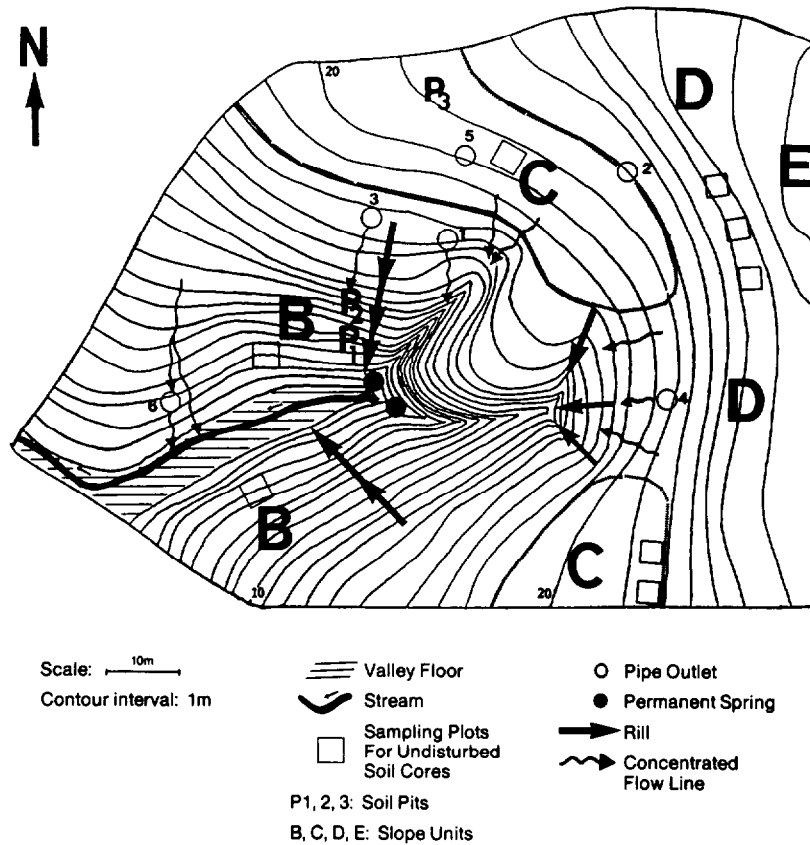 N
20
P3
D
E
5
2
C
3
1
B
P2
P1
6
4
D
B
C
10
20
Scale: 10m
Contour interval: 1m
Valley Floor
Stream
Sampling Plots
For Undisturbed
Soil Cores
P1, 2, 3: Soil Pits
B, C, D, E: Slope Units
Pipe Outlet
Permanent Spring
Rill
Concentrated
Flow Line